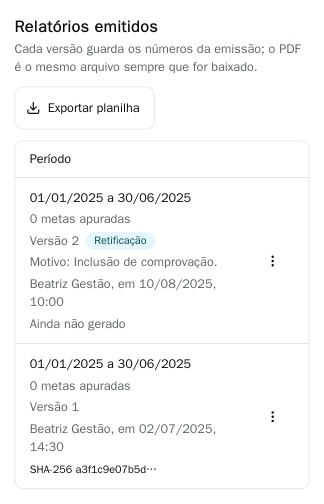 Relatórios emitidos
Cada versão guarda os números da emissão; o PDF
é o mesmo arquivo sempre que for baixado.
Exportar planilha
Período
01/01/2025 a 30/06/2025
0 metas apuradas
Versão 2 Retificação
Motivo: Inclusão de comprovação.
Beatriz Gestão, em 10/08/2025,
10:00
Ainda não gerado
01/01/2025 a 30/06/2025
0 metas apuradas
Versão 1
Beatriz Gestão, em 02/07/2025,
14:30
SHA-256 a3f1c9e07b5d···